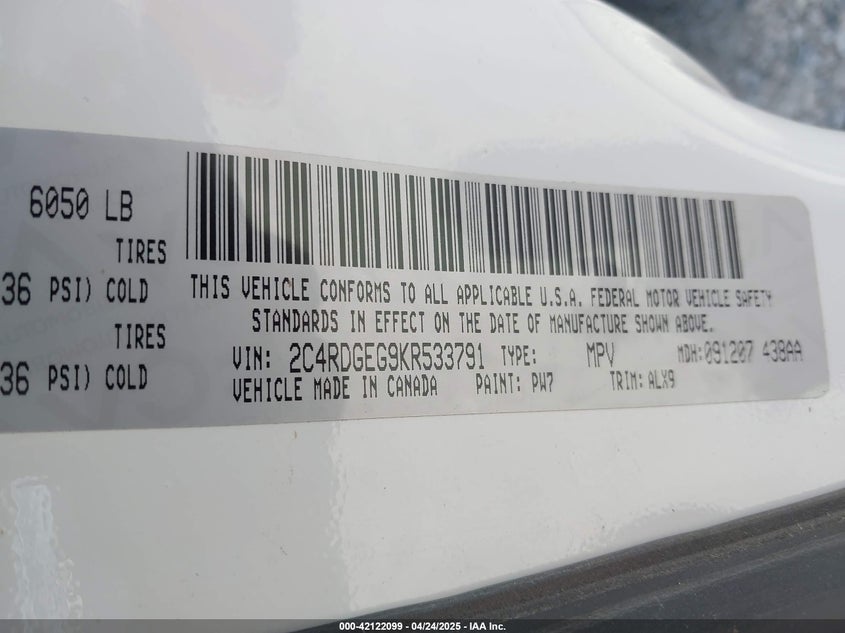 6050 LB
TIRES
36 PSI) COLD
TIRES
36 PSI) COLD
THIS VEHICLE CONFORMS TO ALL APPLICABLE U.S.A. FEDERAL MOTOR VEHICLE SAFETY
STANDARDS IN EFFECT ON THE DATE OF MANUFACTURE SHOWN ABOVE.
VIN: 2C4RDGEG9KR533791 TYPE: MPV MDH:091207 438AA
VEHICLE MADE IN CANADA PAINT: PW7 TRIM:ALX9
000-42122099 - 04/24/2025 - IAA Inc.